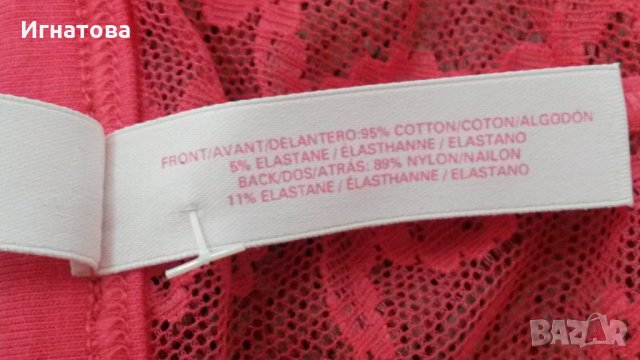 Игнатова
FRONT/AVANT/DELANTERO:95% COTTON/COTON/ALGODÓN
5% ELASTANE / ÉLASTHANNE / ELASTANO
BACK/DOS/ATRÁS: 89% NYLON/NAILON
11% ELASTANE / ÉLASTHANNE / ELASTANO
BAZAR